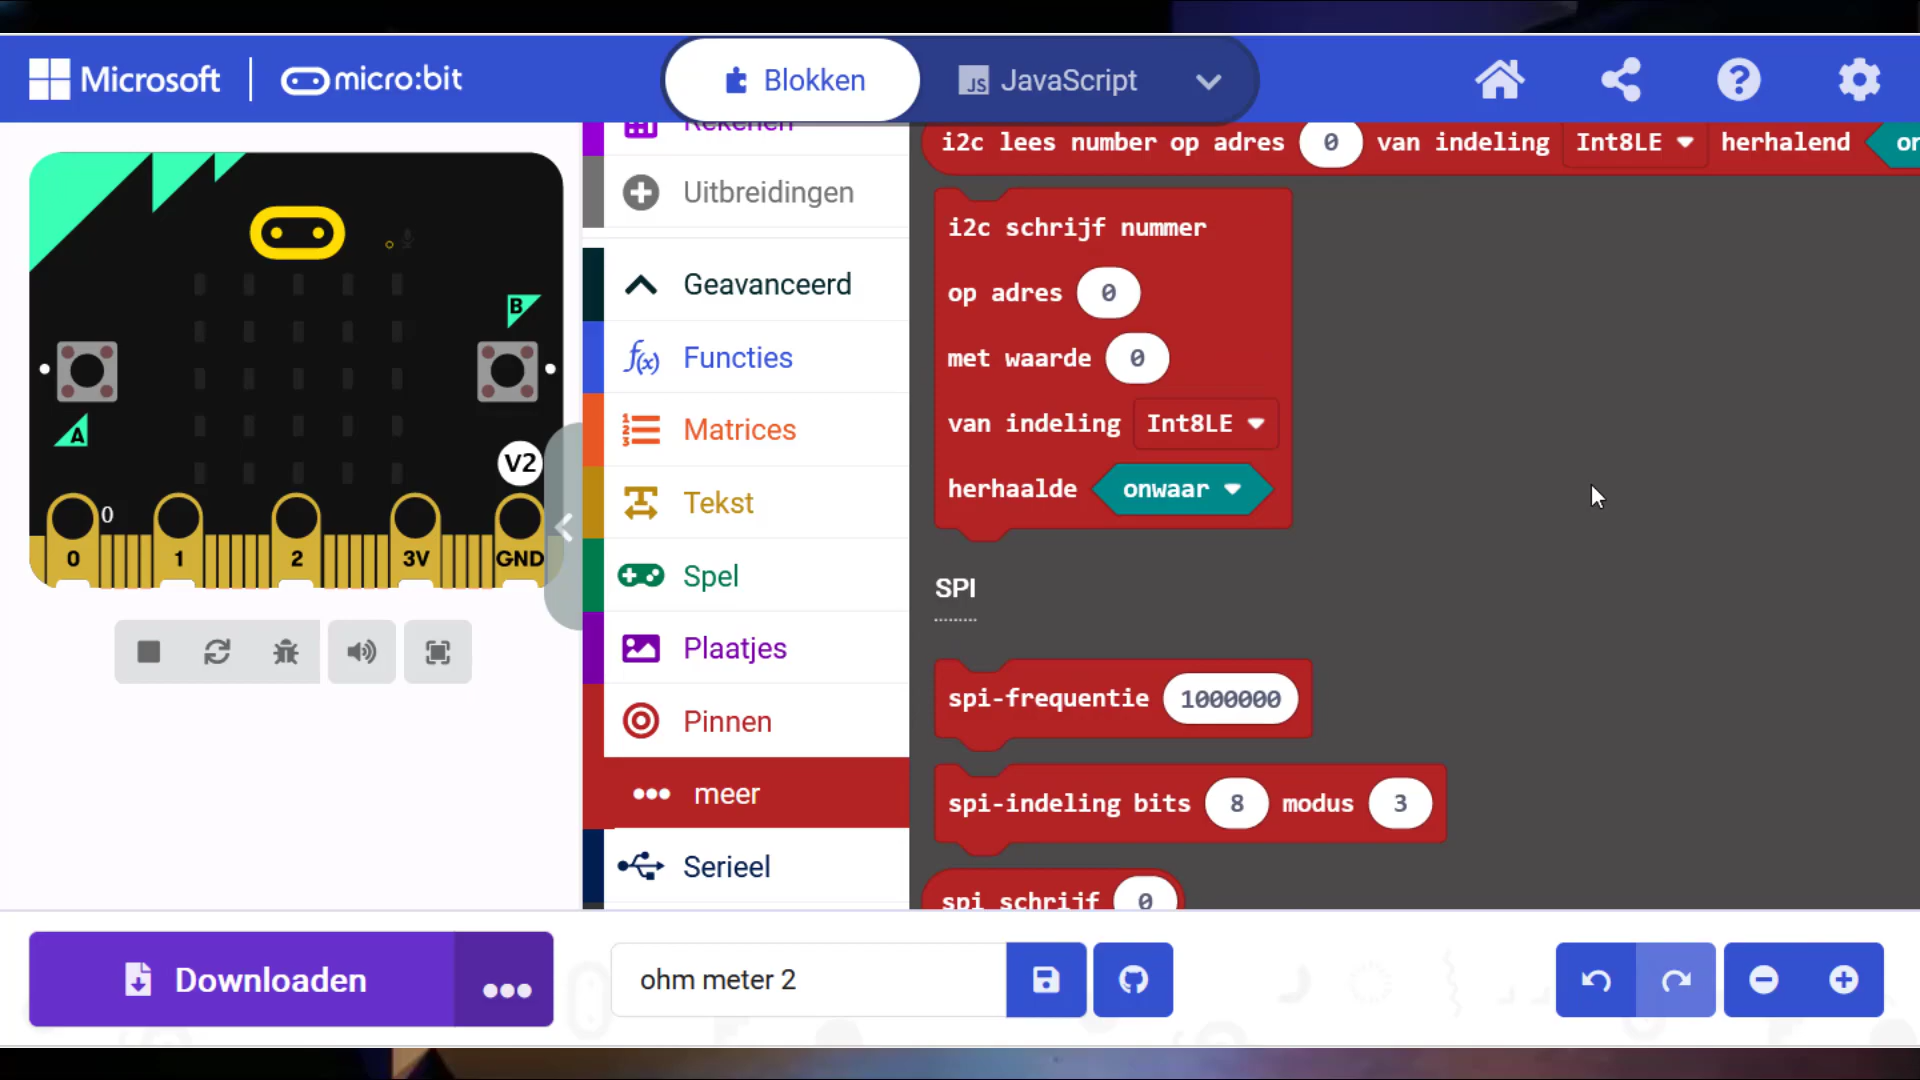 Microsoft
micro:bit
Blokken
JS JavaScript
Rekenen
Uitbreidingen
Geavanceerd
f(x) Functies
Matrices
Tekst
Spel
Plaatjes
Pinnen
meer
Serieel
i2c lees number op adres 0 van indeling Int8LE herhalend on
i2c schrijf nummer
op adres 0
met waarde 0
van indeling Int8LE
herhaalde onwaar
SPI
spi-frequentie 1000000
spi-indeling bits 8 modus 3
spi schrijf 0
B
A
V2
0
0 1 2 3V GND
Downloaden
ohm meter 2